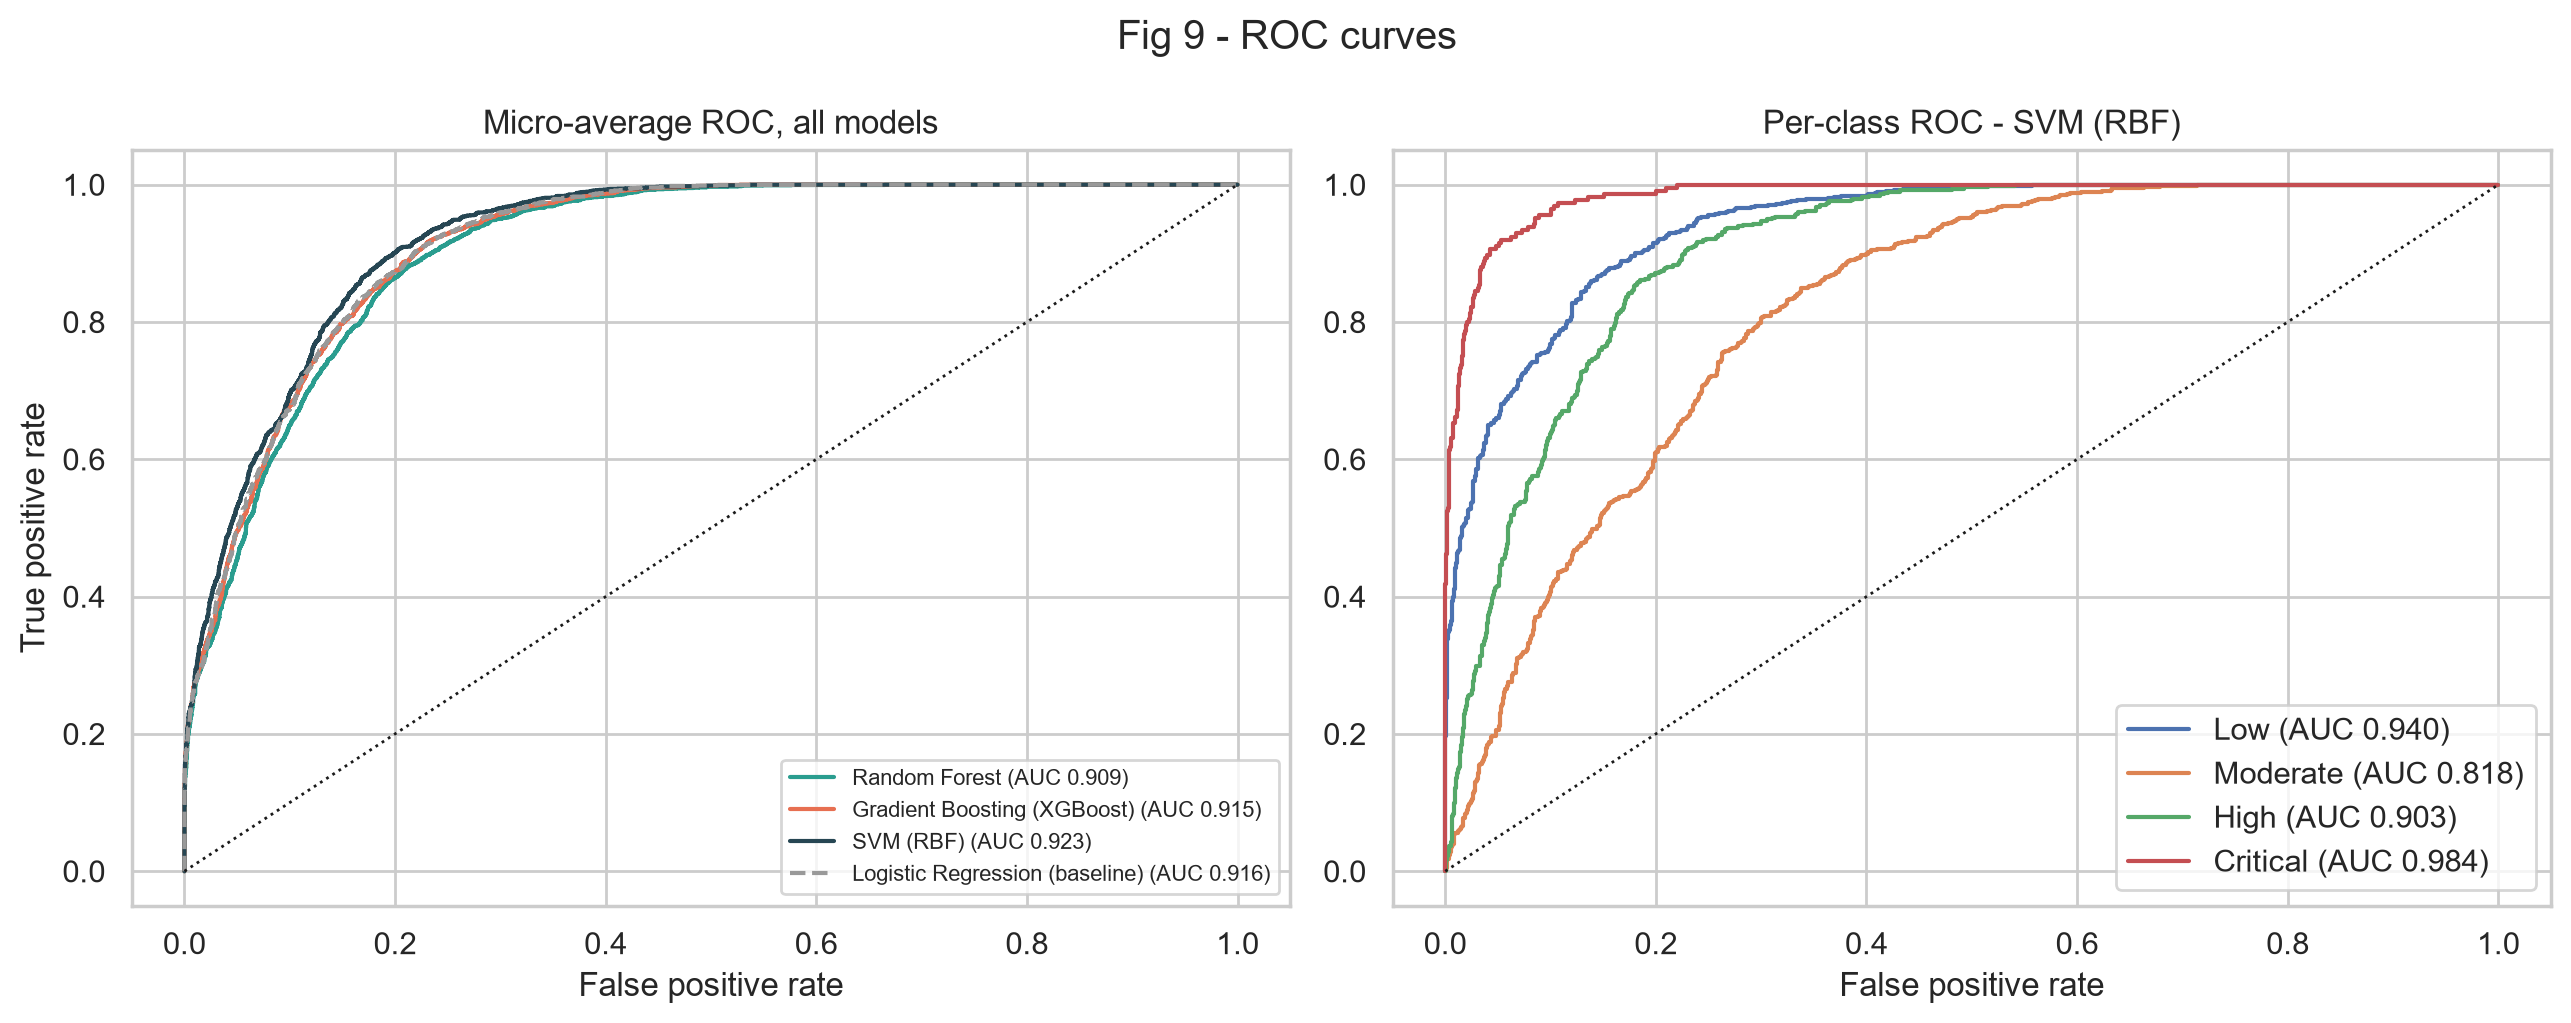 Fig 9 - ROC curves
Micro-average ROC, all models
True positive rate
1.0
0.8
0.6
0.4
0.2
0.0
0.0 0.2 0.4 0.6 0.8 1.0
False positive rate
Random Forest (AUC 0.909)
Gradient Boosting (XGBoost) (AUC 0.915)
SVM (RBF) (AUC 0.923)
Logistic Regression (baseline) (AUC 0.916)
Per-class ROC - SVM (RBF)
1.0
0.8
0.6
0.4
0.2
0.0
0.0 0.2 0.4 0.6 0.8 1.0
False positive rate
Low (AUC 0.940)
Moderate (AUC 0.818)
High (AUC 0.903)
Critical (AUC 0.984)